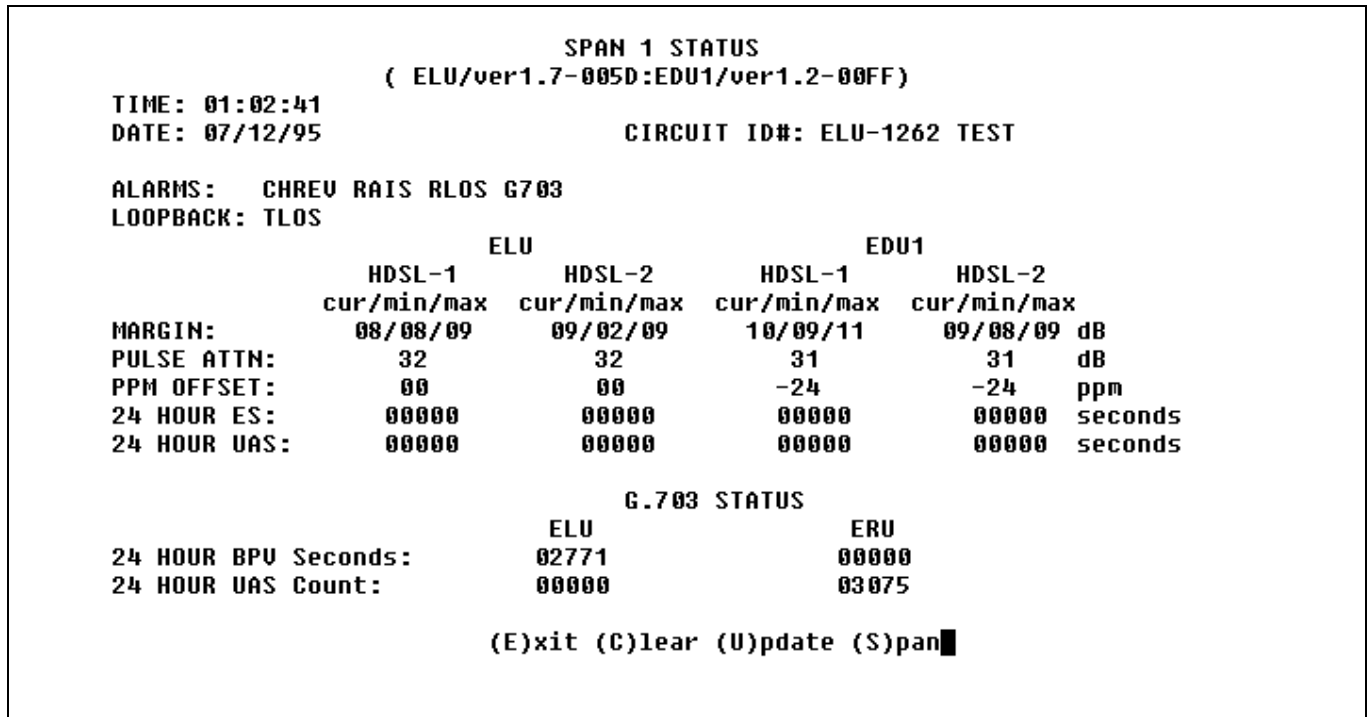 SPAN 1 STATUS
( ELU/ver1.7-005D:EDU1/ver1.2-00FF)
TIME: 01:02:41
DATE: 07/12/95 CIRCUIT ID#: ELU-1262 TEST
ALARMS: CHREV RAIS RLOS G703
LOOPBACK: TLOS
ELU EDU1
HDSL-1 HDSL-2 HDSL-1 HDSL-2
cur/min/max cur/min/max cur/min/max cur/min/max
MARGIN: 08/08/09 09/02/09 10/09/11 09/08/09 dB
PULSE ATTN: 32 32 31 31 dB
PPM OFFSET: 00 00 -24 -24 ppm
24 HOUR ES: 00000 00000 00000 00000 seconds
24 HOUR UAS: 00000 00000 00000 00000 seconds
G.703 STATUS
ELU ERU
24 HOUR BPV Seconds: 02771 00000
24 HOUR UAS Count: 00000 03075
(E)xit (C)lear (U)pdate (S)pan